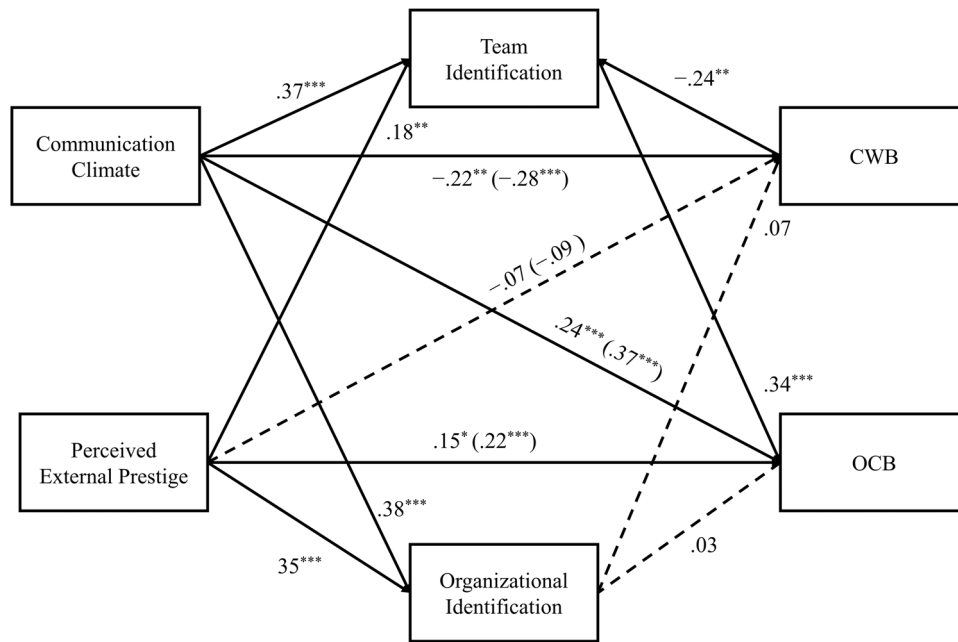 Team
Identification
.37***
−.24**
.18**
Communication
Climate
CWB
−.22** (−.28***)
.07
−.07 (−.09 )
.24*** (.37***)
.34***
.15* (.22***)
Perceived
External Prestige
OCB
.38***
35***
.03
Organizational
Identification